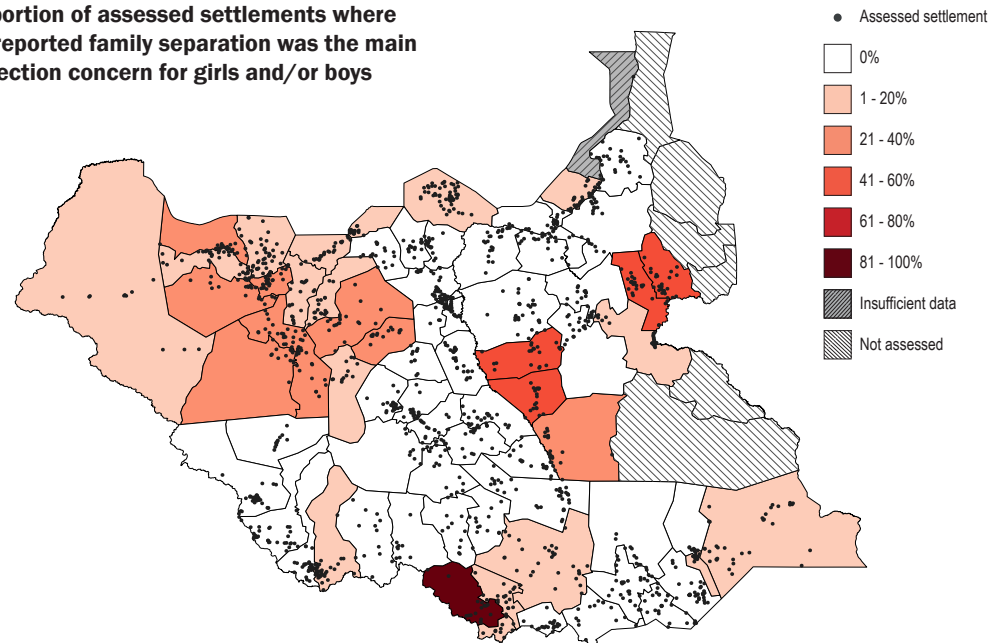 portion of assessed settlements where
reported family separation was the main
ection concern for girls and/or boys
Assessed settlement
0%
1 - 20%
21 - 40%
41 - 60%
61 - 80%
81 - 100%
Insufficient data
Not assessed